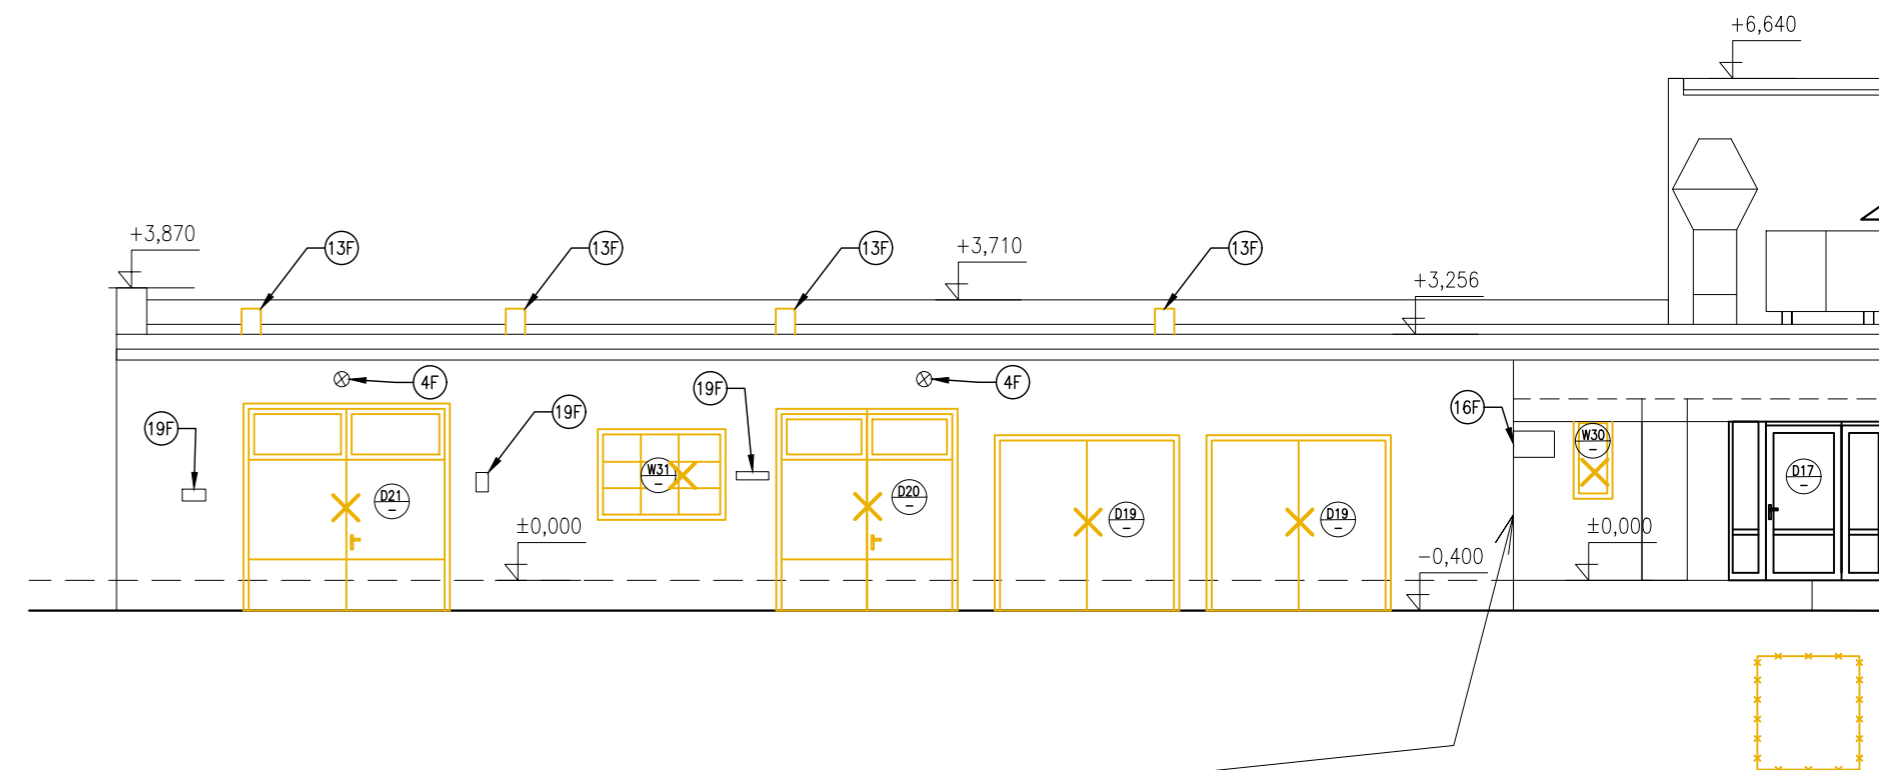 +6,640
+3,870
13F
13F
13F
+3,710
13F
+3,256
4F
19F
4F
19F
19F
16F
W30
–
W31
–
D17
–
D21
–
D20
–
D19
–
D19
–
±0,000
±0,000
−0,400